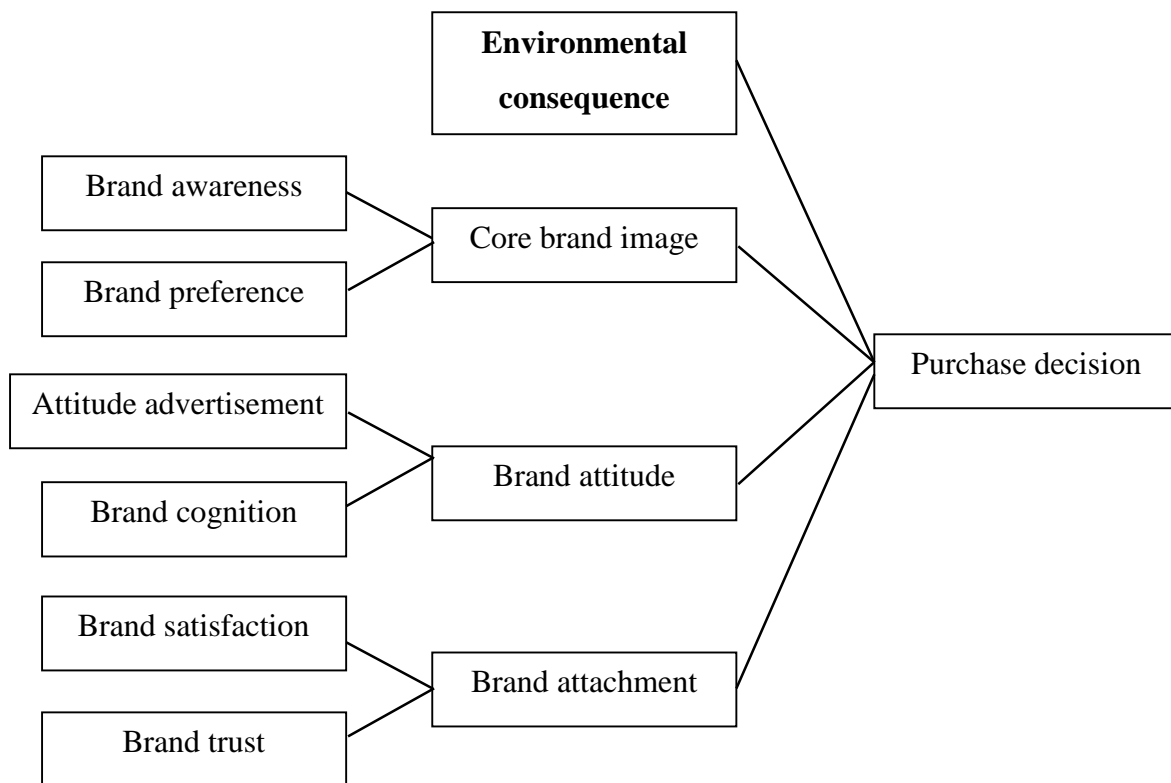 Environmental
consequence
Brand awareness
Core brand image
Brand preference
Purchase decision
Attitude advertisement
Brand attitude
Brand cognition
Brand satisfaction
Brand attachment
Brand trust